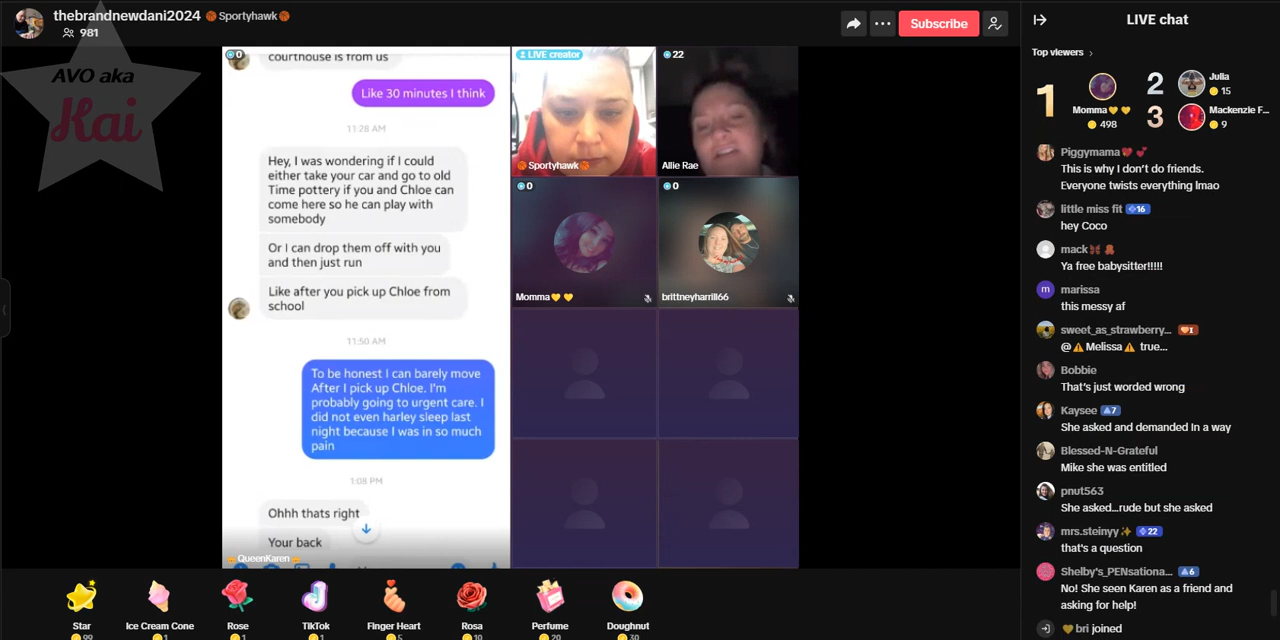 thebrandnewdani2024 🏀 Sportyhawk 🏀
981
Subscribe
AVO aka
Kai
0
courthouse is from us
Like 30 minutes I think
11:28 AM
Hey, I was wondering if I could
either take your car and go to old
Time pottery if you and Chloe can
come here so he can play with
somebody
Or I can drop them off with you
and then just run
Like after you pick up Chloe from
school
11:50 AM
To be honest I can barely move
After I pick up Chloe. I'm
probably going to urgent care. I
did not even harley sleep last
night because I was in so much
pain
1:08 PM
Ohhh thats right
Your back
QueenKaren
LIVE creator
🏀 Sportyhawk 🏀
22
Allie Rae
0
Momma💛 💛
0
brittneyharrill66
Star
99
Ice Cream Cone
1
Rose
1
TikTok
1
Finger Heart
5
Rosa
10
Perfume
20
Doughnut
30
LIVE chat
Top viewers
1
Momma💛 💛
498
2
Julia
15
3
Mackenzie F...
9
Piggymama
This is why I don't do friends.
Everyone twists everything lmao
little miss fit 16
hey Coco
mack
Ya free babysitter!!!!!
m marissa
this messy af
sweet_as_strawberry... I
@⚠Melissa⚠ true...
Bobbie
That's just worded wrong
Kaysee 7
She asked and demanded In a way
Blessed-N-Grateful
Mike she was entitled
pnut563
She asked...rude but she asked
mrs.steinyy✨ 22
that's a question
Shelby's_PENsationa... 6
No! She seen Karen as a friend and
asking for help!
💛 bri joined